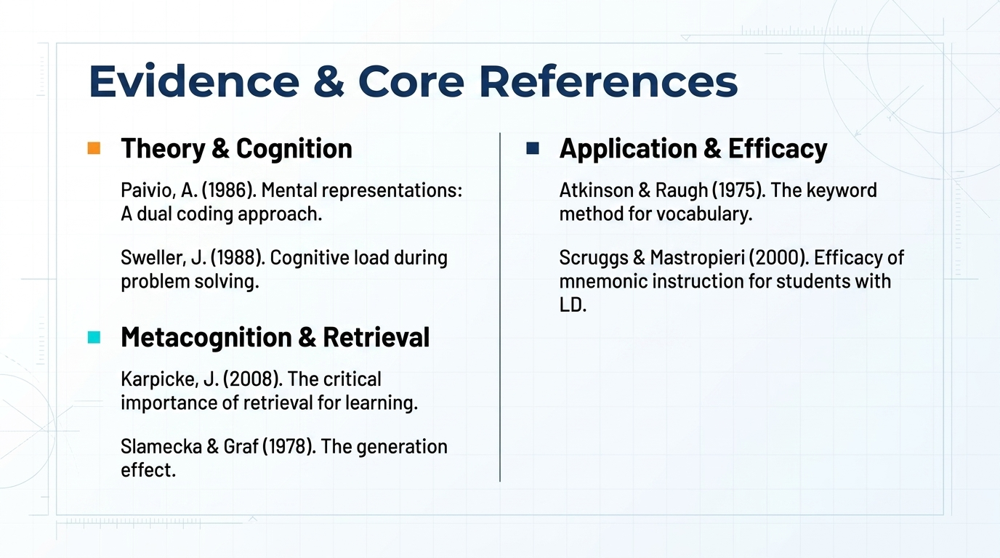 Evidence & Core References
Theory & Cognition
Paivio, A. (1986). Mental representations:
A dual coding approach.
Sweller, J. (1988). Cognitive load during
problem solving.
Metacognition & Retrieval
Karpicke, J. (2008). The critical
importance of retrieval for learning.
Slamecka & Graf (1978). The generation
effect.
Application & Efficacy
Atkinson & Raugh (1975). The keyword
method for vocabulary.
Scruggs & Mastropieri (2000). Efficacy of
mnemonic instruction for students with
LD.